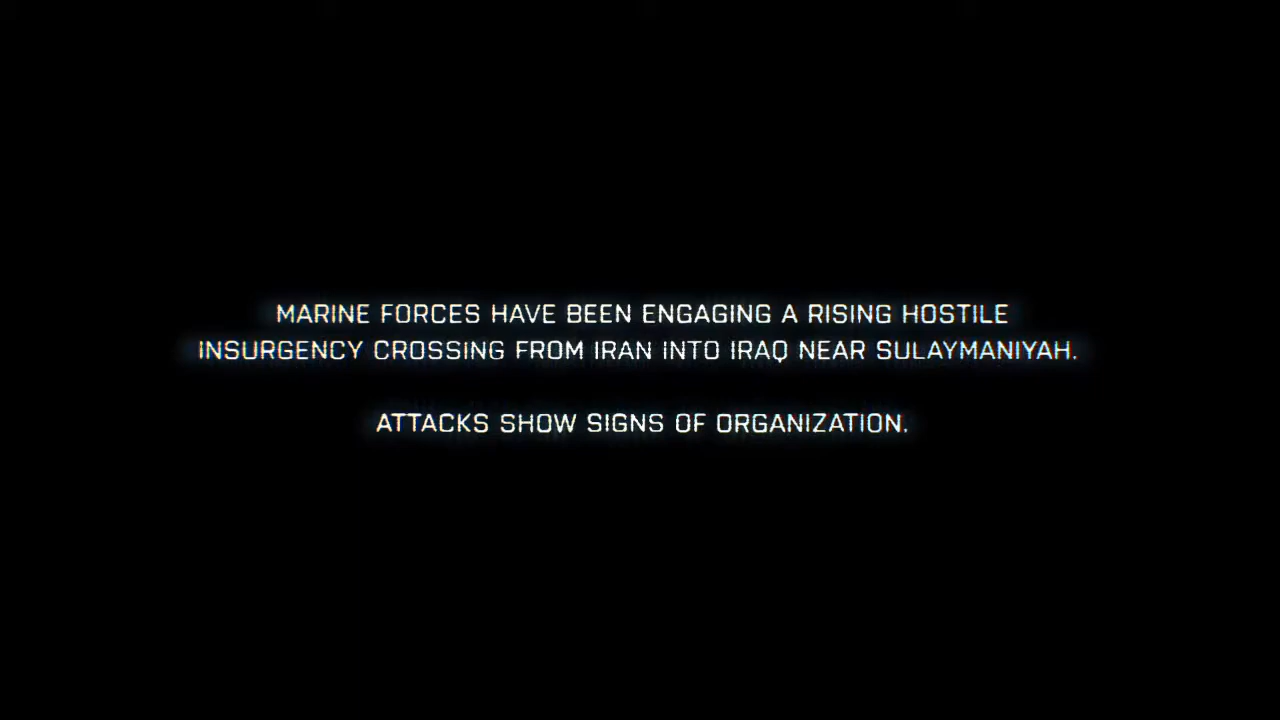 MARINE FORCES HAVE BEEN ENGAGING A RISING HOSTILE
INSURGENCY CROSSING FROM IRAN INTO IRAQ NEAR SULAYMANIYAH.
ATTACKS SHOW SIGNS OF ORGANIZATION.